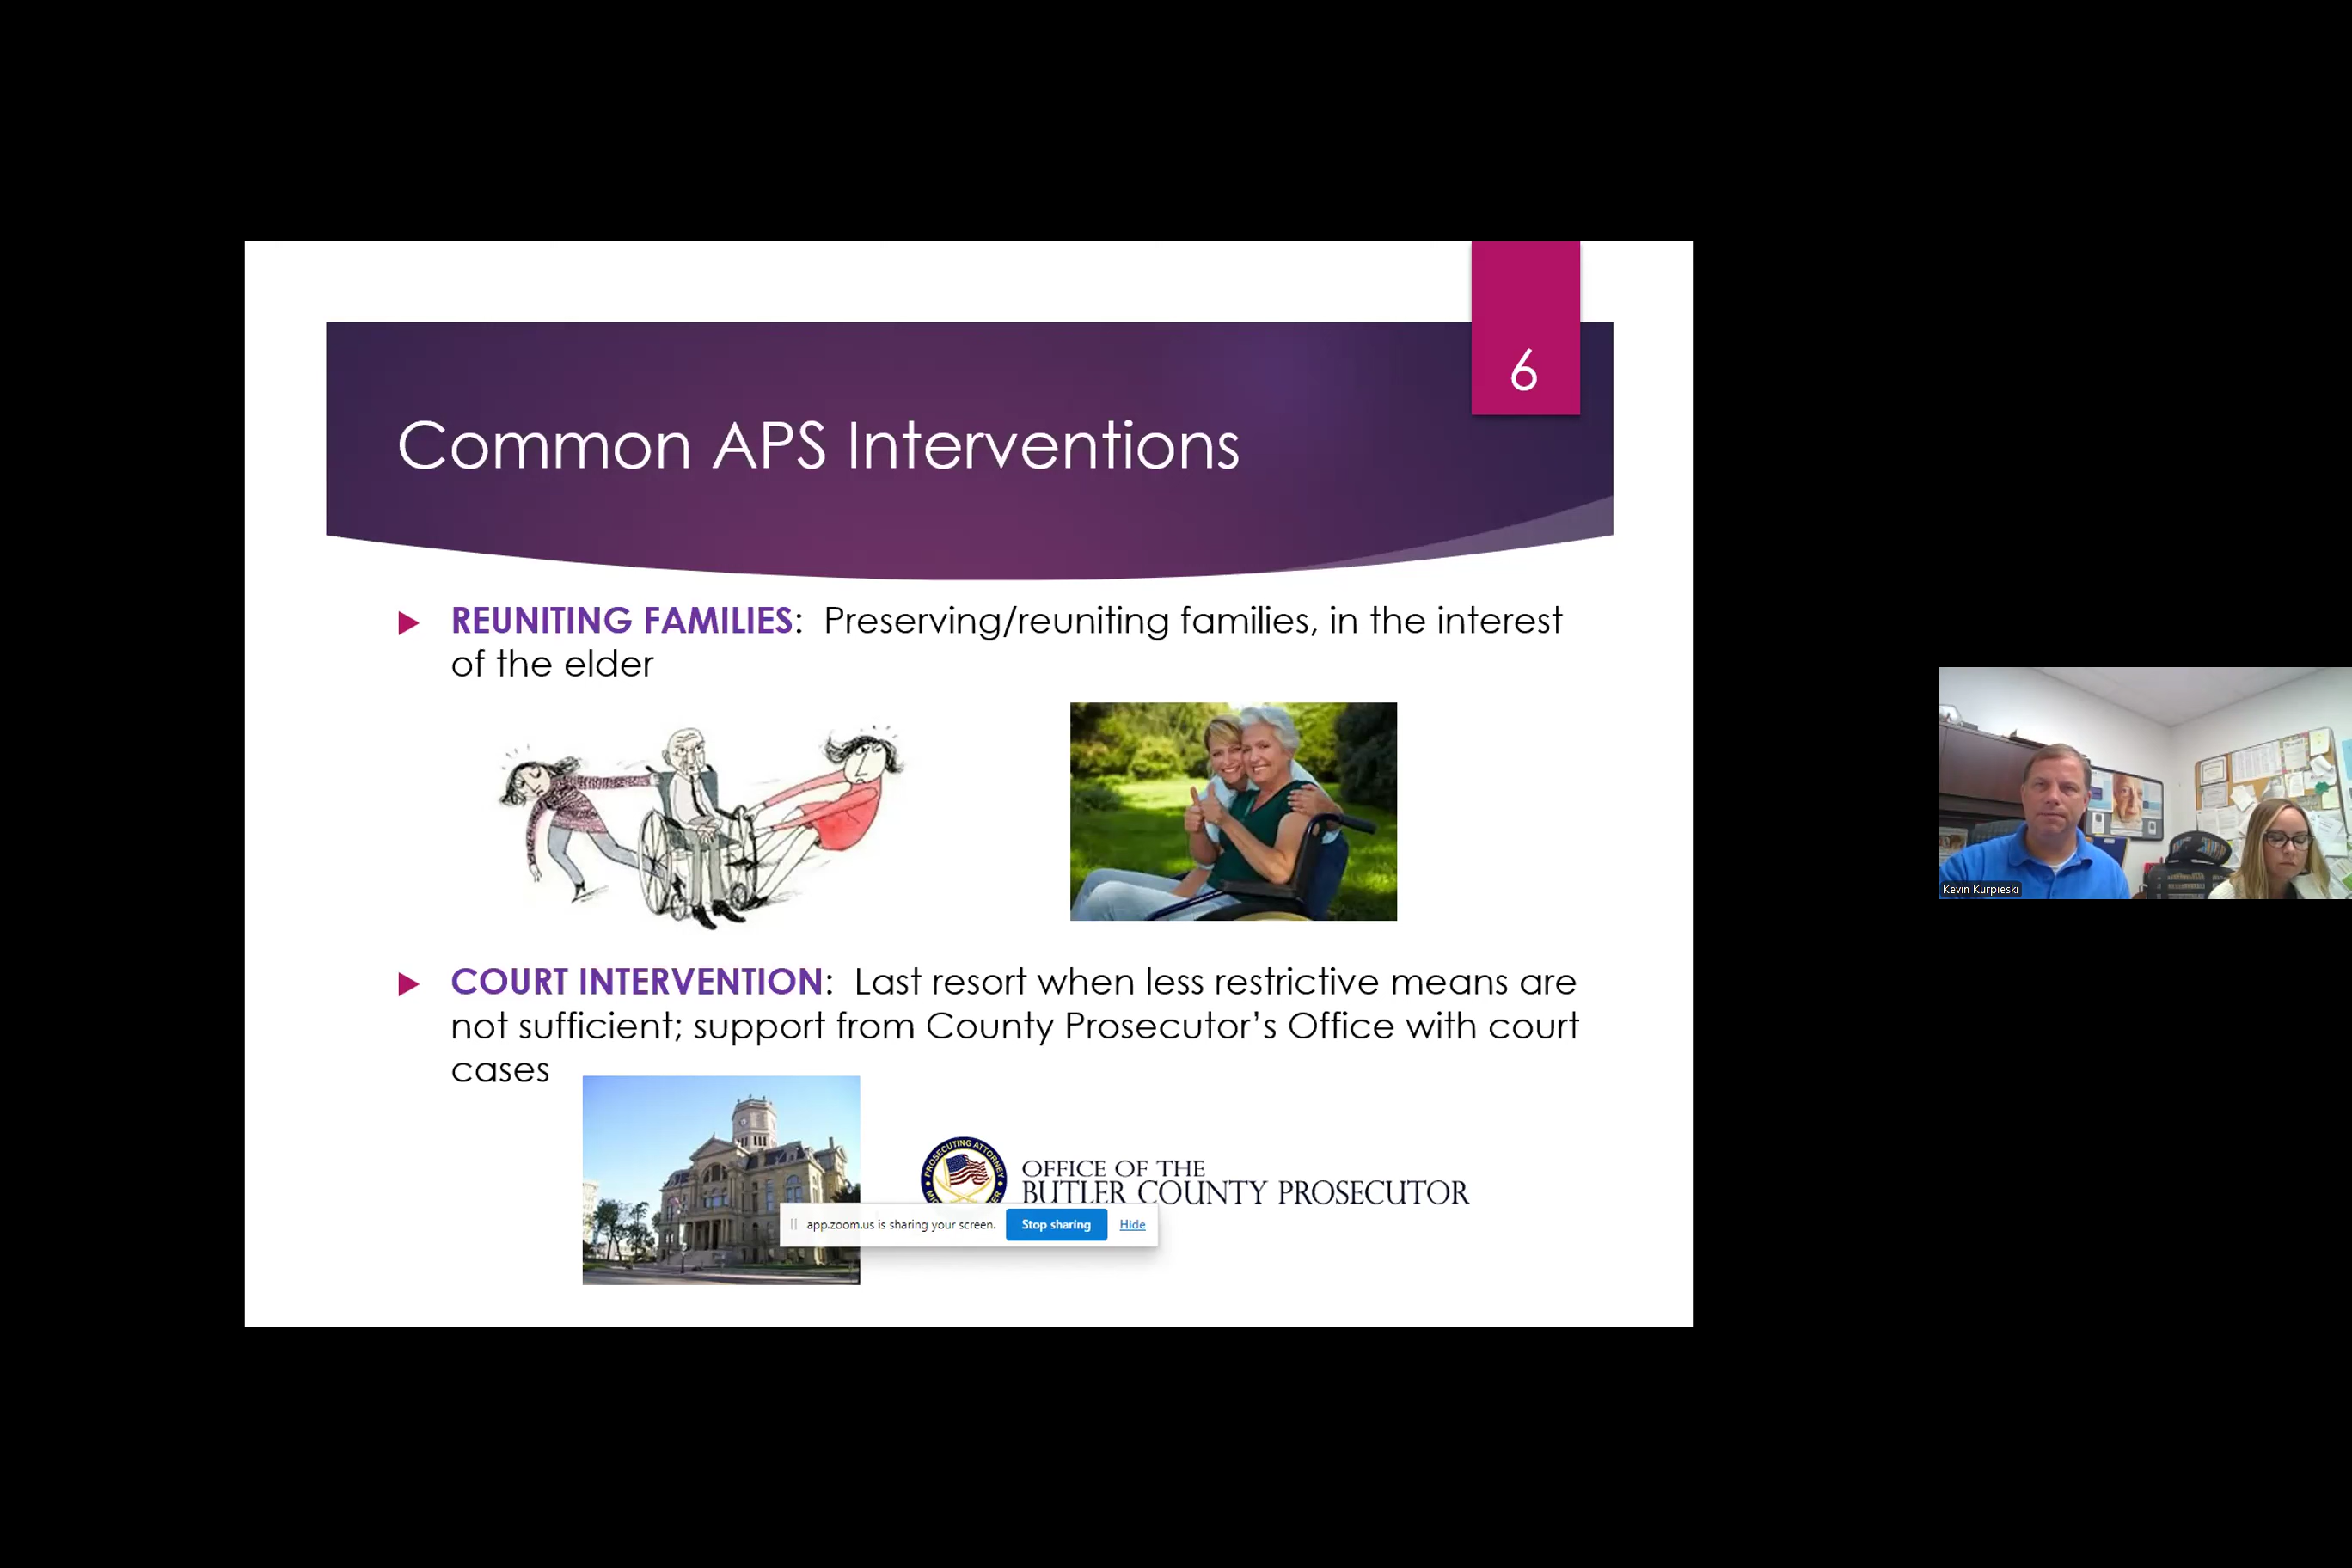 6
Common APS Interventions
REUNITING FAMILIES: Preserving/reuniting families, in the interest
of the elder
COURT INTERVENTION: Last resort when less restrictive means are
not sufficient; support from County Prosecutor's Office with court
cases
PROSECUTING ATTORNEY
OFFICE OF THE
BUTLER COUNTY PROSECUTOR
app.zoom.us is sharing your screen. Stop sharing Hide
Kevin Kurpieski